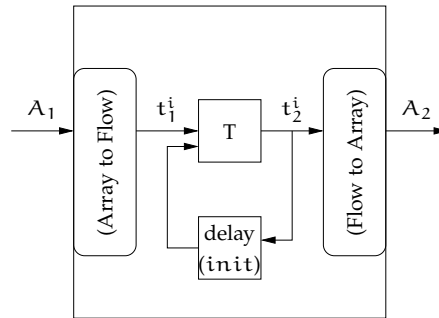 A₁
(Array to Flow)
t₁ⁱ
T
t₂ⁱ
(Flow to Array)
A₂
delay
(init)